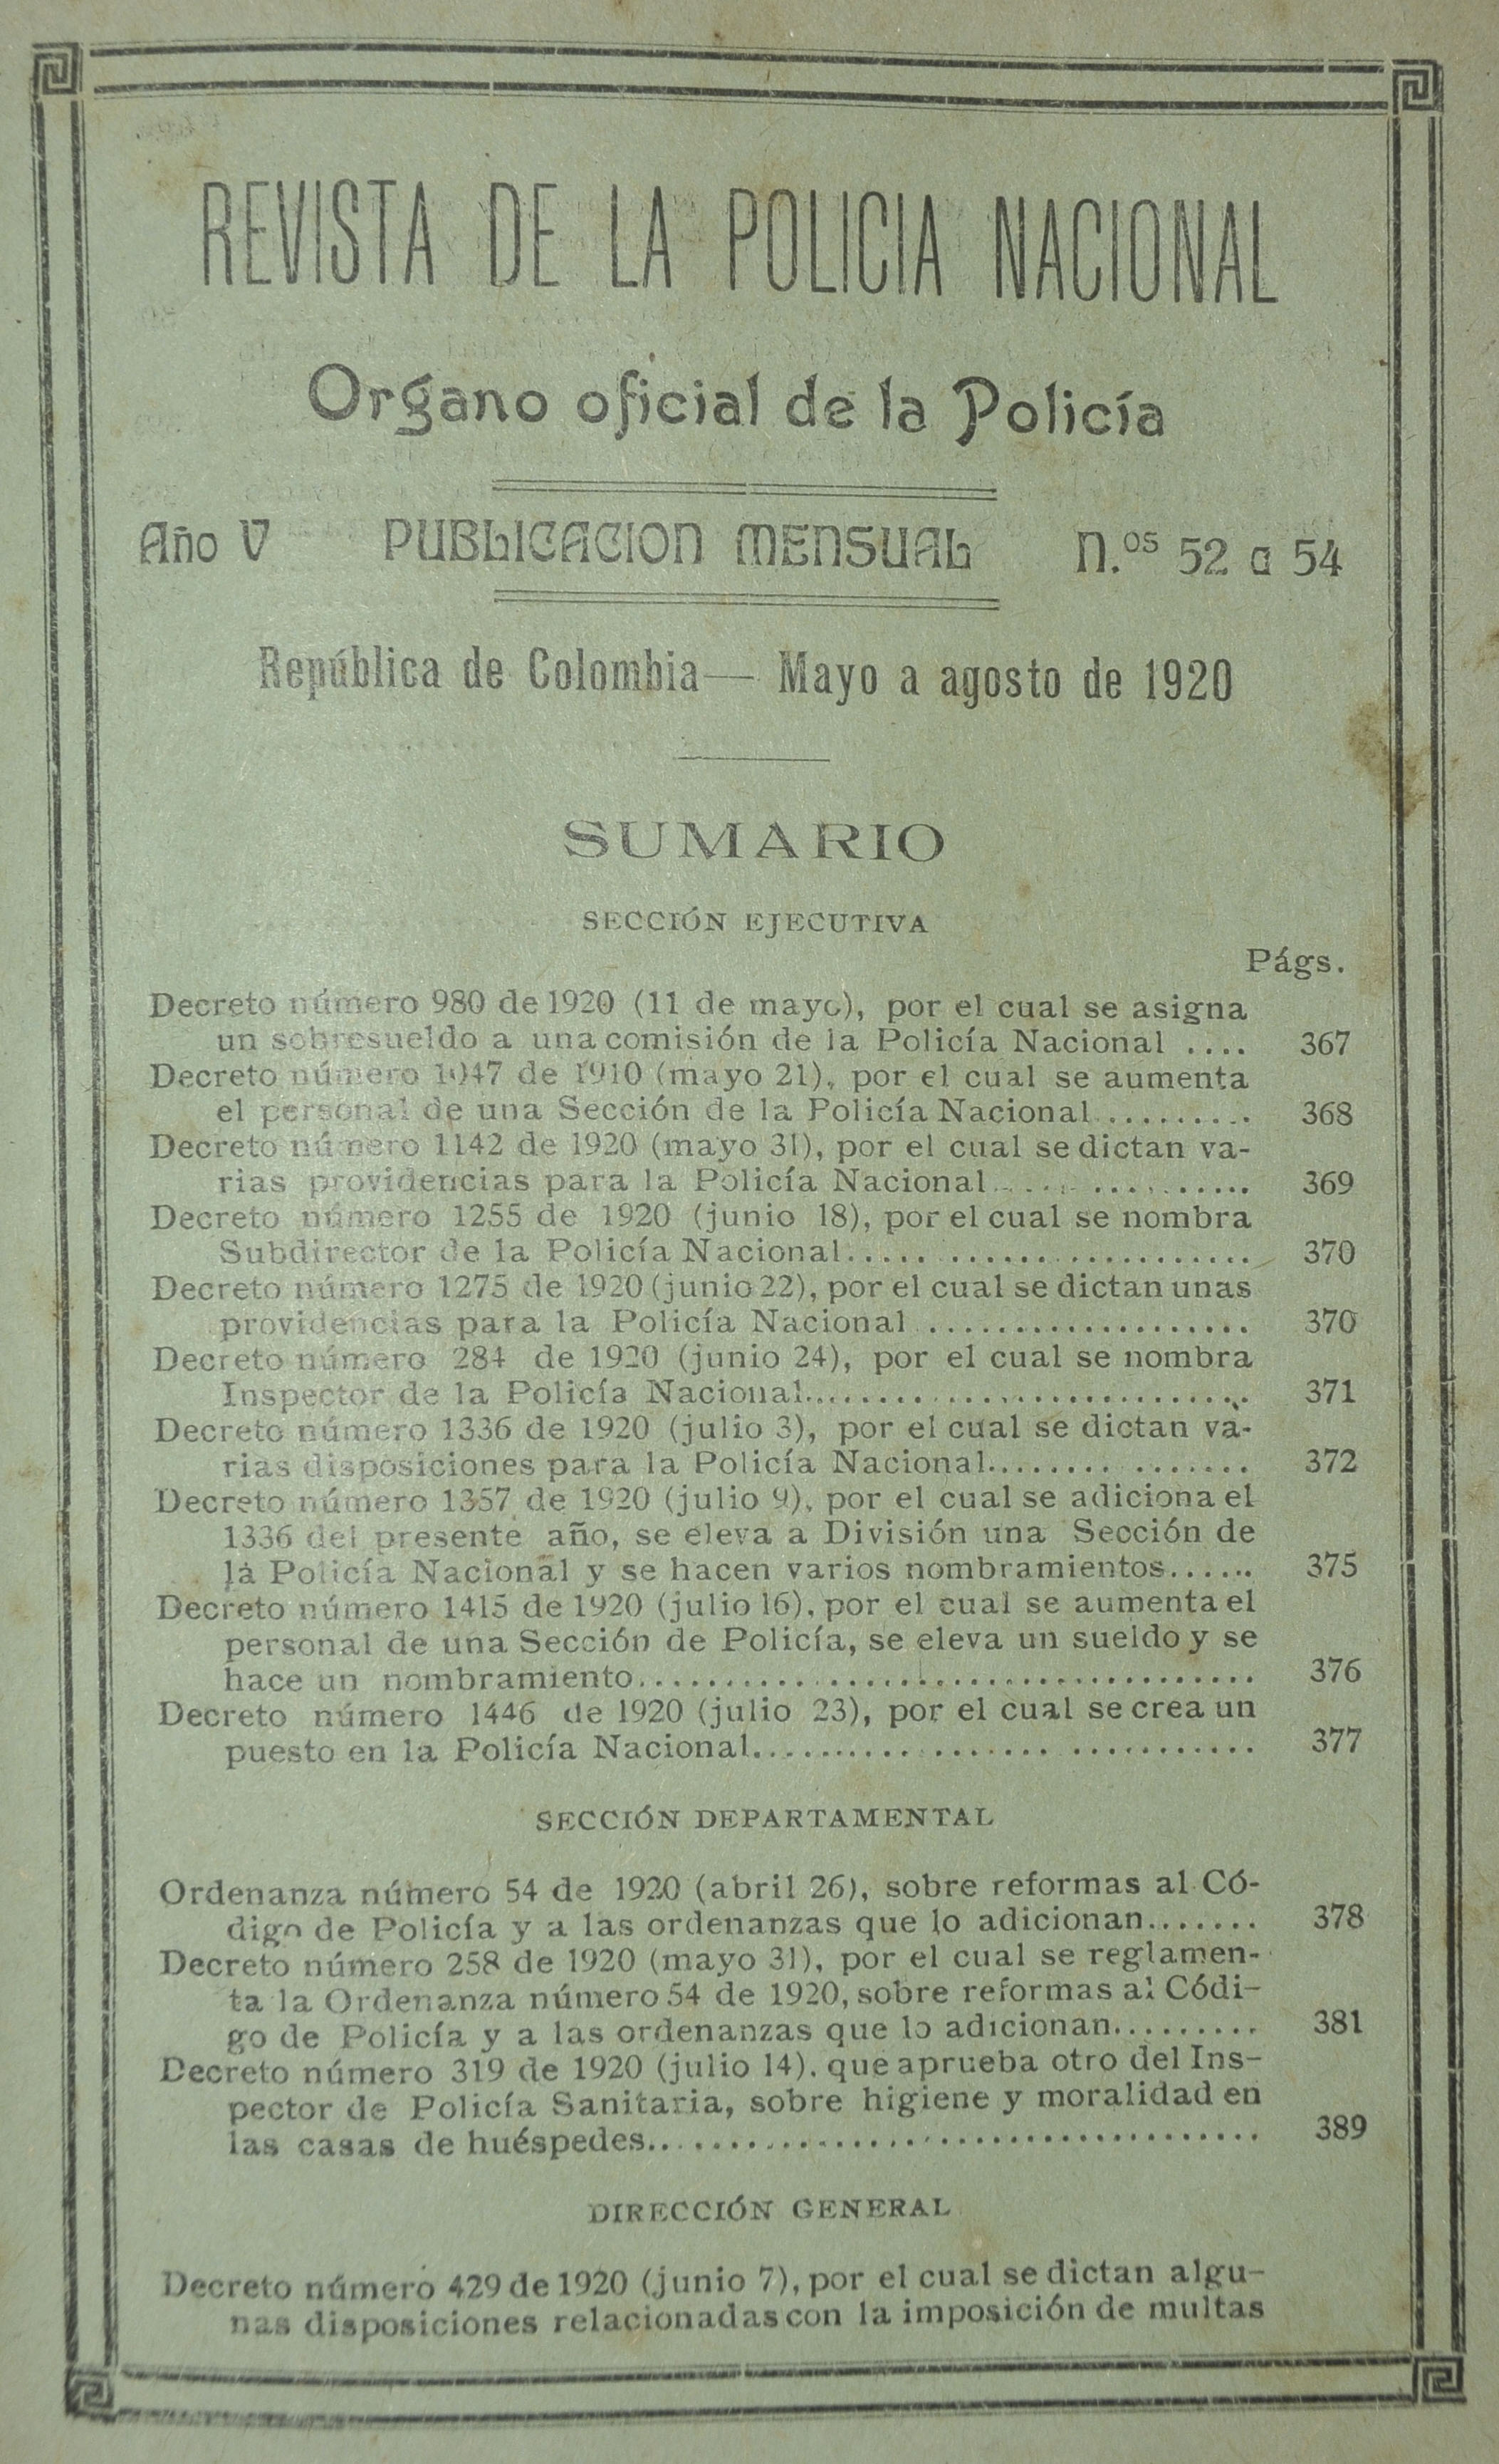 REVISTA DE LA POLICIA NACIONAL
Organo oficial de la Policía
Año V PUBLICACION MENSUAL N.os 52 a 54
República de Colombia— Mayo a agosto de 1920
SUMARIO
SECCIÓN EJECUTIVA
Págs.
Decreto número 980 de 1920 (11 de mayo), por el cual se asigna
un sobresueldo a una comisión de la Policía Nacional .... 367
Decreto número 1047 de 1910 (mayo 21), por el cual se aumenta
el personal de una Sección de la Policía Nacional......... 368
Decreto número 1142 de 1920 (mayo 31), por el cual se dictan va-
rias providencias para la Policía Nacional............... 369
Decreto número 1255 de 1920 (junio 18), por el cual se nombra
Subdirector de la Policía Nacional....................... 370
Decreto número 1275 de 1920 (junio 22), por el cual se dictan unas
providencias para la Policía Nacional ................... 370
Decreto número 284 de 1920 (junio 24), por el cual se nombra
Inspector de la Policía Nacional.......................... 371
Decreto número 1336 de 1920 (julio 3), por el cual se dictan va-
rias disposiciones para la Policía Nacional............... 372
Decreto número 1357 de 1920 (julio 9), por el cual se adiciona el
1336 del presente año, se eleva a División una Sección de
la Policía Nacional y se hacen varios nombramientos...... 375
Decreto número 1415 de 1920 (julio 16), por el cual se aumenta el
personal de una Sección de Policía, se eleva un sueldo y se
hace un nombramiento.................................... 376
Decreto número 1446 de 1920 (julio 23), por el cual se crea un
puesto en la Policía Nacional............................. 377
SECCIÓN DEPARTAMENTAL
Ordenanza número 54 de 1920 (abril 26), sobre reformas al Có-
digo de Policía y a las ordenanzas que lo adicionan....... 378
Decreto número 258 de 1920 (mayo 31), por el cual se reglamen-
ta la Ordenanza número 54 de 1920, sobre reformas al Códi-
go de Policía y a las ordenanzas que lo adicionan......... 381
Decreto número 319 de 1920 (julio 14). que aprueba otro del Ins-
pector de Policía Sanitaria, sobre higiene y moralidad en
las casas de huéspedes................................... 389
DIRECCIÓN GENERAL
Decreto número 429 de 1920 (junio 7), por el cual se dictan algu-
nas disposiciones relacionadas con la imposición de multas